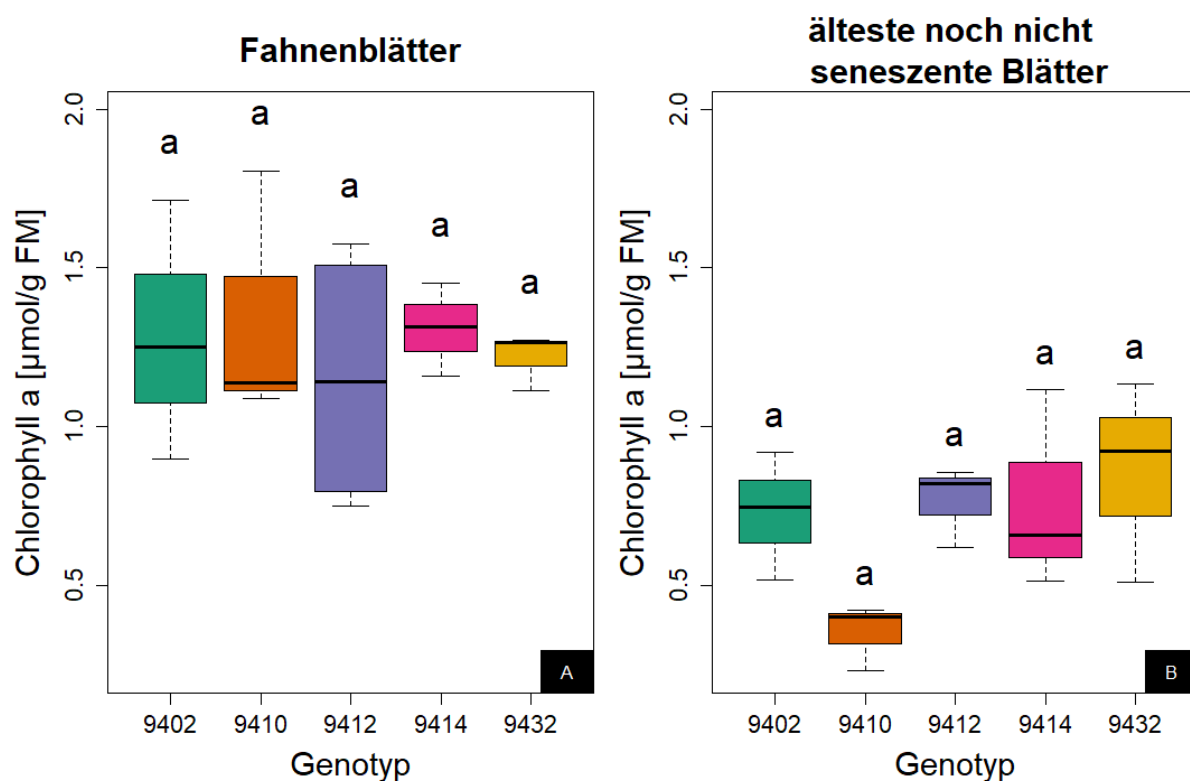 Fahnenblätter
Chlorophyll a [µmol/g FM]
2.0
1.5
1.0
0.5
a
a
a
a
a
A
9402
9410
9412
9414
9432
Genotyp
älteste noch nicht
seneszente Blätter
Chlorophyll a [µmol/g FM]
2.0
1.5
1.0
0.5
a
a
a
a
a
B
9402
9410
9412
9414
9432
Genotyp